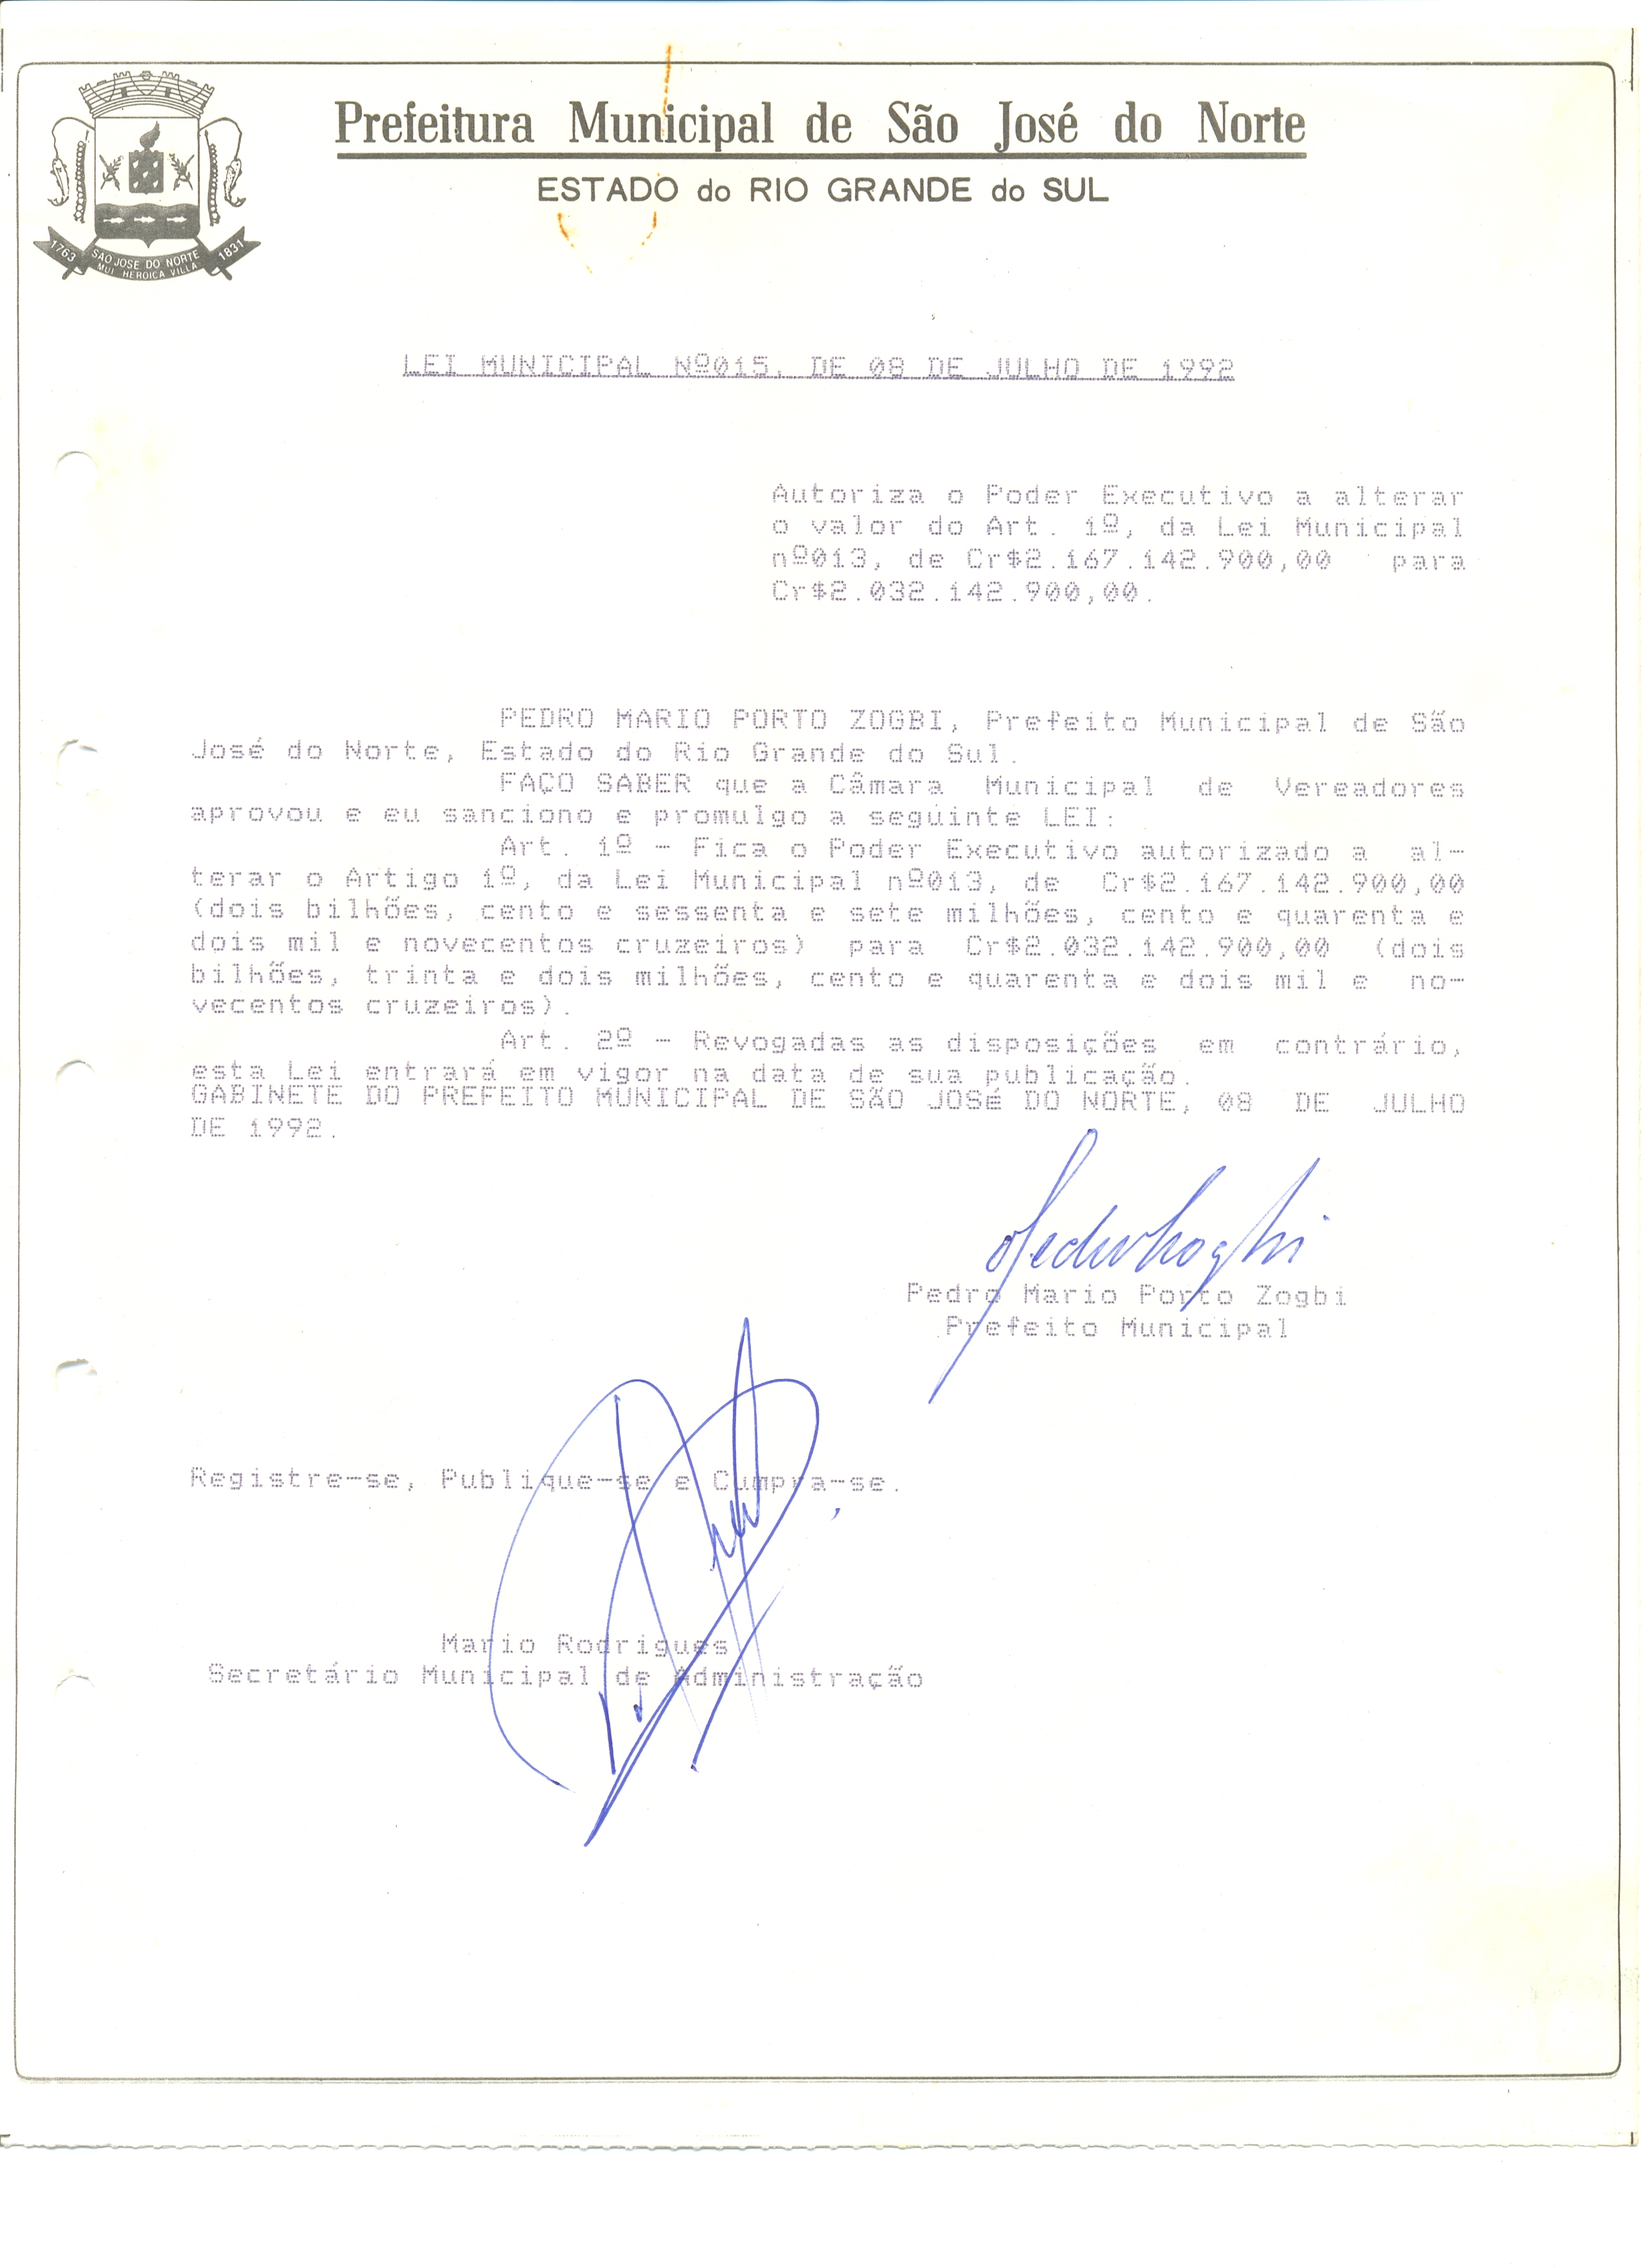 Prefeitura Municipal de São José do Norte
ESTADO do RIO GRANDE do SUL
1763
SÃO JOSÉ DO NORTE
MUI HEROICA VILLA
1831
LEI MUNICIPAL Nº015, DE 08 DE JULHO DE 1992
Autoriza o Poder Executivo a alterar
o valor do Art. 1º, da Lei Municipal
nº013, de Cr$2.167.142.900,00 para
Cr$2.032.142.900,00.
PEDRO MARIO PORTO ZOGBI, Prefeito Municipal de São
José do Norte, Estado do Rio Grande do Sul.
FAÇO SABER que a Câmara Municipal de Vereadores
aprovou e eu sanciono e promulgo a seguinte LEI:
Art. 1º - Fica o Poder Executivo autorizado a al-
terar o Artigo 1º, da Lei Municipal nº013, de Cr$2.167.142.900,00
(dois bilhões, cento e sessenta e sete milhões, cento e quarenta e
dois mil e novecentos cruzeiros) para Cr$2.032.142.900,00 (dois
bilhões, trinta e dois milhões, cento e quarenta e dois mil e no-
vecentos cruzeiros).
Art. 2º - Revogadas as disposições em contrário,
esta Lei entrará em vigor na data de sua publicação.
GABINETE DO PREFEITO MUNICIPAL DE SÃO JOSÉ DO NORTE, 08 DE JULHO
DE 1992.
Pedro Mario Porto Zogbi
Prefeito Municipal
Registre-se, Publique-se e Cumpra-se.
Mario Rodrigues
Secretário Municipal de Administração